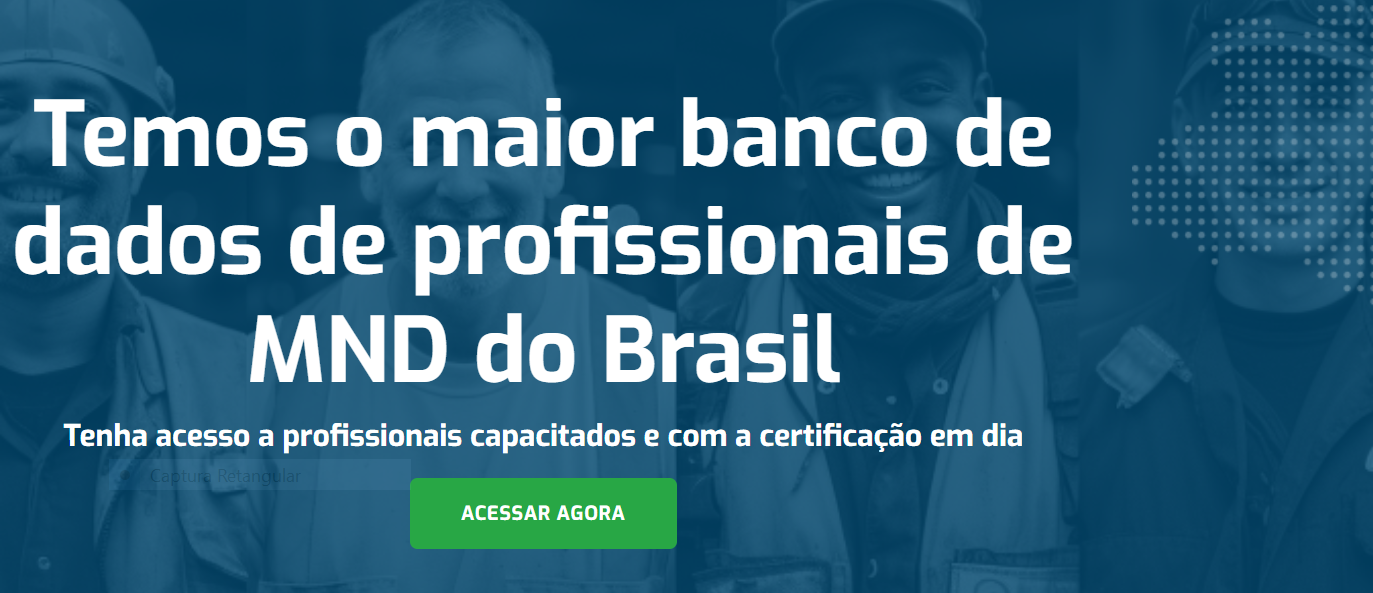 Temos o maior banco de
dados de profissionais de
MND do Brasil
Tenha acesso a profissionais capacitados e com a certificação em dia
Captura Retangular
ACESSAR AGORA